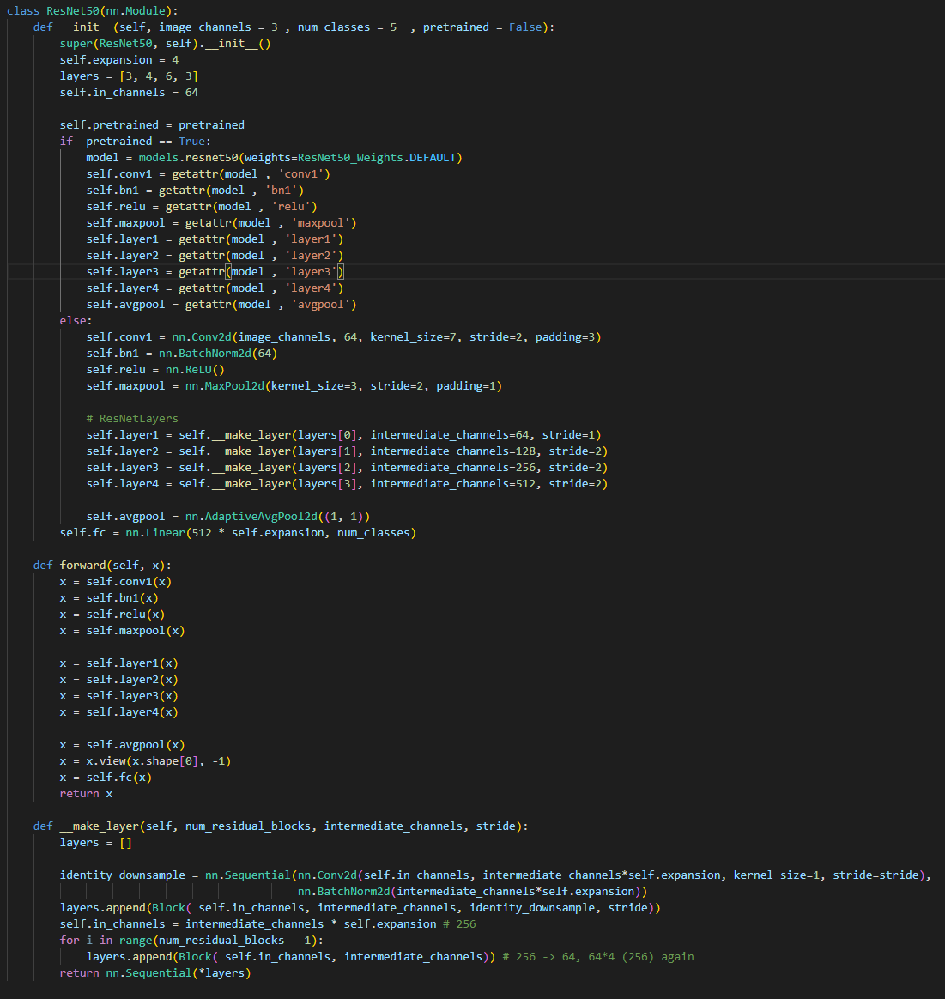 class ResNet50(nn.Module):
    def __init__(self, image_channels = 3 , num_classes = 5  , pretrained = False):
        super(ResNet50, self).__init__()
        self.expansion = 4
        layers = [3, 4, 6, 3]
        self.in_channels = 64

        self.pretrained = pretrained
        if  pretrained == True:
            model = models.resnet50(weights=ResNet50_Weights.DEFAULT)
            self.conv1 = getattr(model , 'conv1')
            self.bn1 = getattr(model , 'bn1')
            self.relu = getattr(model , 'relu')
            self.maxpool = getattr(model , 'maxpool')
            self.layer1 = getattr(model , 'layer1')
            self.layer2 = getattr(model , 'layer2')
            self.layer3 = getattr(model , 'layer3')
            self.layer4 = getattr(model , 'layer4')
            self.avgpool = getattr(model , 'avgpool')
        else:
            self.conv1 = nn.Conv2d(image_channels, 64, kernel_size=7, stride=2, padding=3)
            self.bn1 = nn.BatchNorm2d(64)
            self.relu = nn.ReLU()
            self.maxpool = nn.MaxPool2d(kernel_size=3, stride=2, padding=1)

            # ResNetLayers
            self.layer1 = self.__make_layer(layers[0], intermediate_channels=64, stride=1)
            self.layer2 = self.__make_layer(layers[1], intermediate_channels=128, stride=2)
            self.layer3 = self.__make_layer(layers[2], intermediate_channels=256, stride=2)
            self.layer4 = self.__make_layer(layers[3], intermediate_channels=512, stride=2)

            self.avgpool = nn.AdaptiveAvgPool2d((1, 1))
        self.fc = nn.Linear(512 * self.expansion, num_classes)

    def forward(self, x):
        x = self.conv1(x)
        x = self.bn1(x)
        x = self.relu(x)
        x = self.maxpool(x)

        x = self.layer1(x)
        x = self.layer2(x)
        x = self.layer3(x)
        x = self.layer4(x)

        x = self.avgpool(x)
        x = x.view(x.shape[0], -1)
        x = self.fc(x)
        return x

    def __make_layer(self, num_residual_blocks, intermediate_channels, stride):
        layers = []

        identity_downsample = nn.Sequential(nn.Conv2d(self.in_channels, intermediate_channels*self.expansion, kernel_size=1, stride=stride),
                                            nn.BatchNorm2d(intermediate_channels*self.expansion))
        layers.append(Block( self.in_channels, intermediate_channels, identity_downsample, stride))
        self.in_channels = intermediate_channels * self.expansion # 256
        for i in range(num_residual_blocks - 1):
            layers.append(Block( self.in_channels, intermediate_channels)) # 256 -> 64, 64*4 (256) again
        return nn.Sequential(*layers)